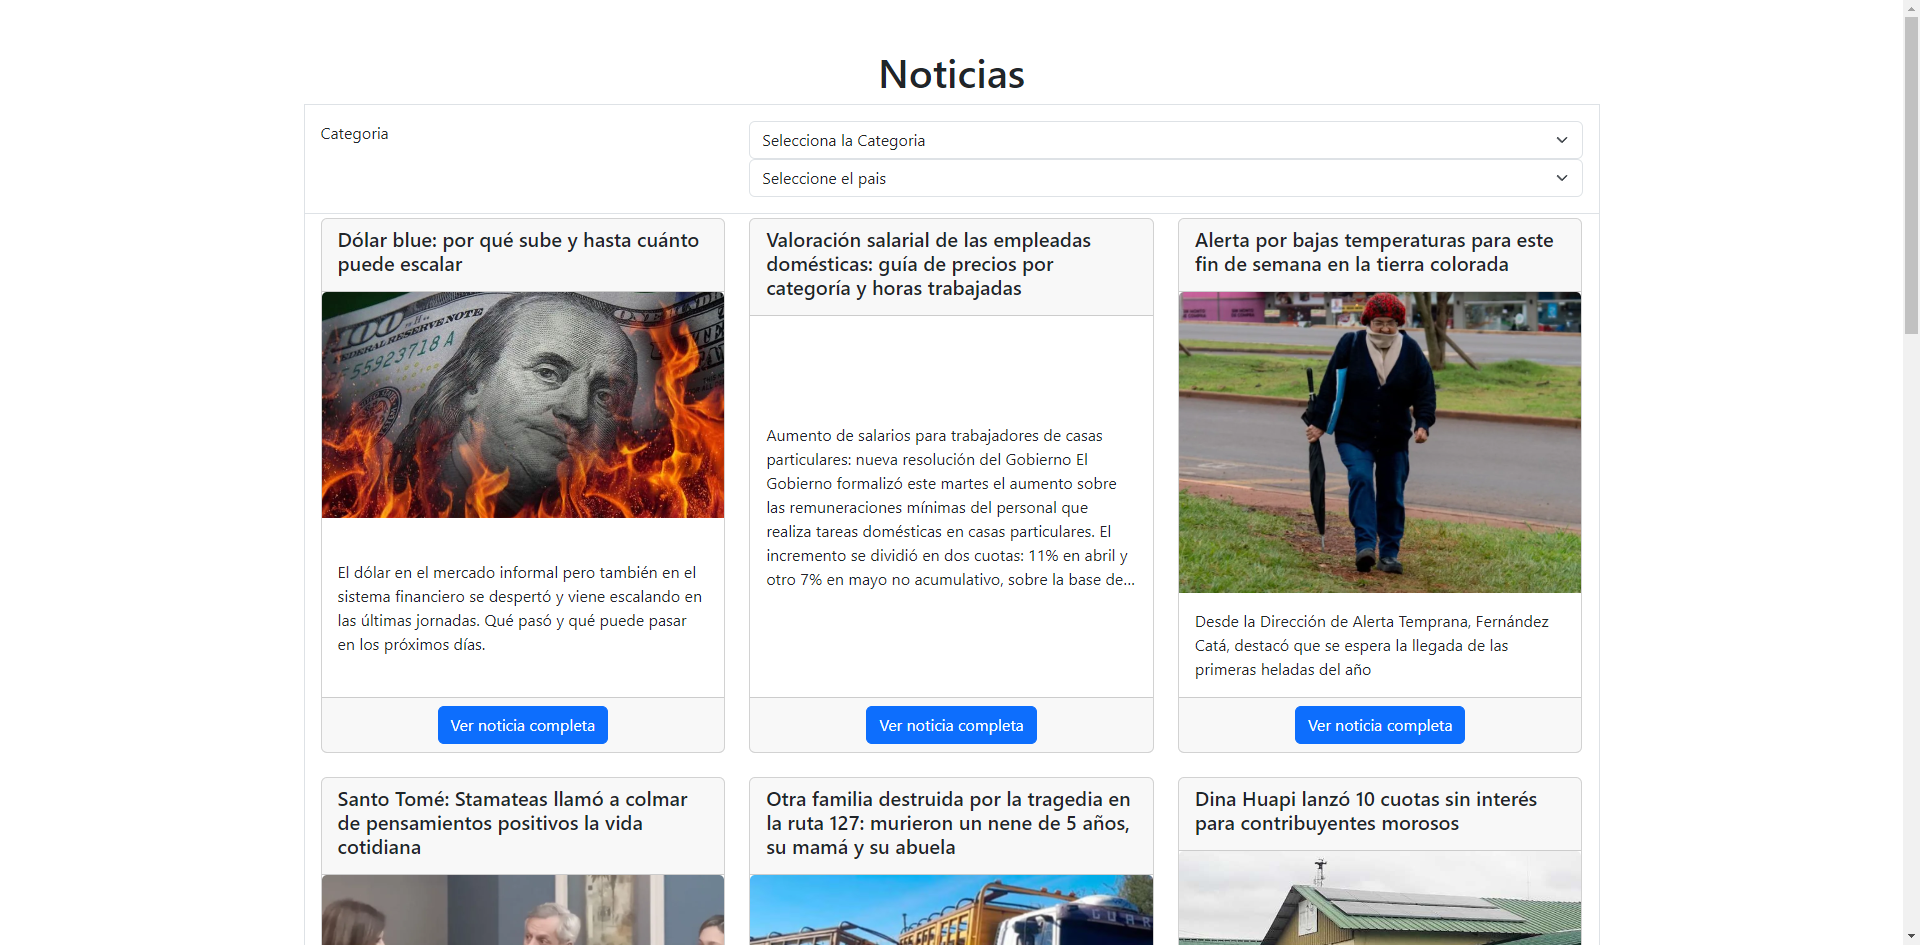 Noticias
Categoria
Selecciona la Categoria
Seleccione el pais
Dólar blue: por qué sube y hasta cuánto
puede escalar
FEDERAL RESERVE NOTE
55923718 A
El dólar en el mercado informal pero también en el
sistema financiero se despertó y viene escalando en
las últimas jornadas. Qué pasó y qué puede pasar
en los próximos días.
Ver noticia completa
Valoración salarial de las empleadas
domésticas: guía de precios por
categoría y horas trabajadas
Aumento de salarios para trabajadores de casas
particulares: nueva resolución del Gobierno El
Gobierno formalizó este martes el aumento sobre
las remuneraciones mínimas del personal que
realiza tareas domésticas en casas particulares. El
incremento se dividió en dos cuotas: 11% en abril y
otro 7% en mayo no acumulativo, sobre la base de...
Ver noticia completa
Alerta por bajas temperaturas para este
fin de semana en la tierra colorada
Desde la Dirección de Alerta Temprana, Fernández
Catá, destacó que se espera la llegada de las
primeras heladas del año
Ver noticia completa
Santo Tomé: Stamateas llamó a colmar
de pensamientos positivos la vida
cotidiana
Otra familia destruida por la tragedia en
la ruta 127: murieron un nene de 5 años,
su mamá y su abuela
Dina Huapi lanzó 10 cuotas sin interés
para contribuyentes morosos